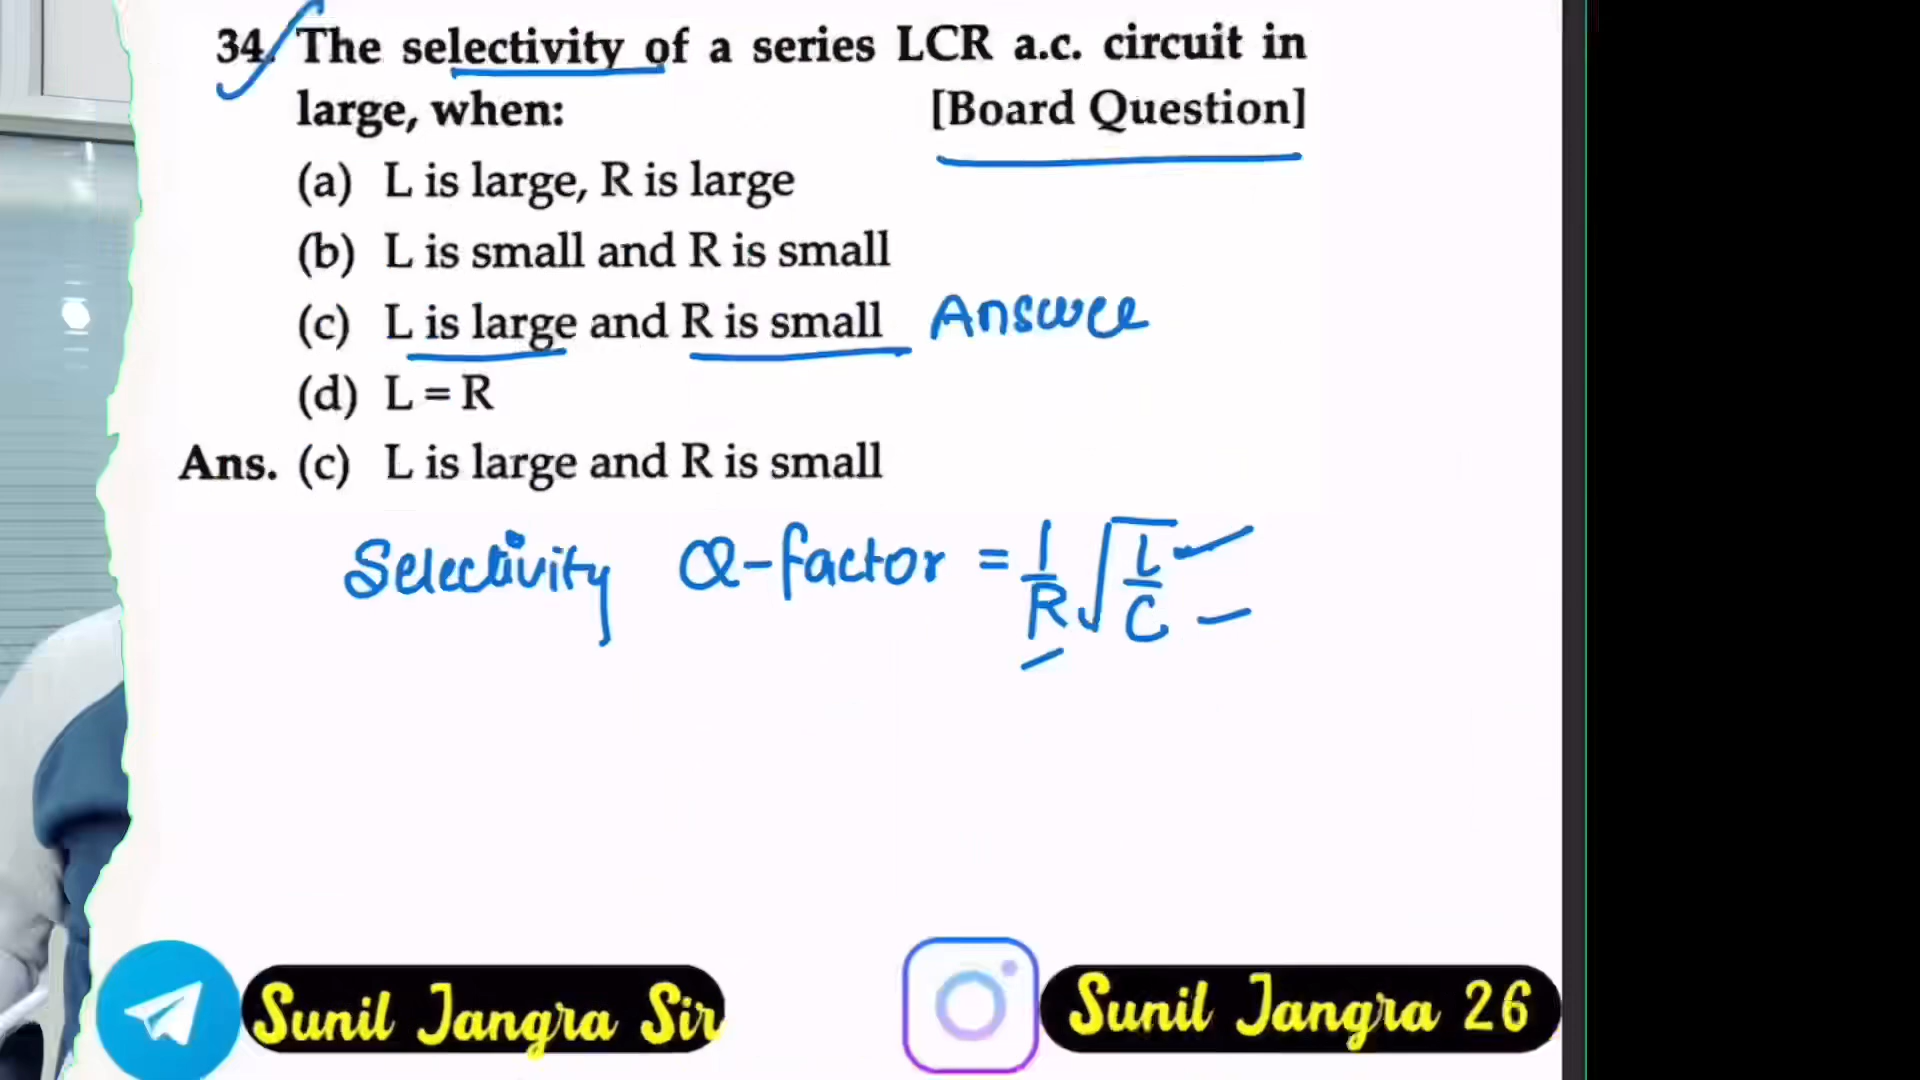 34. The selectivity of a series LCR a.c. circuit in
large, when: [Board Question]
(a) L is large, R is large
(b) L is small and R is small
(c) L is large and R is small Answer
(d) L = R
Ans. (c) L is large and R is small
Selectivity Q-factor = 1/R √(L/C)
Sunil Jangra Sir Sunil Jangra 26